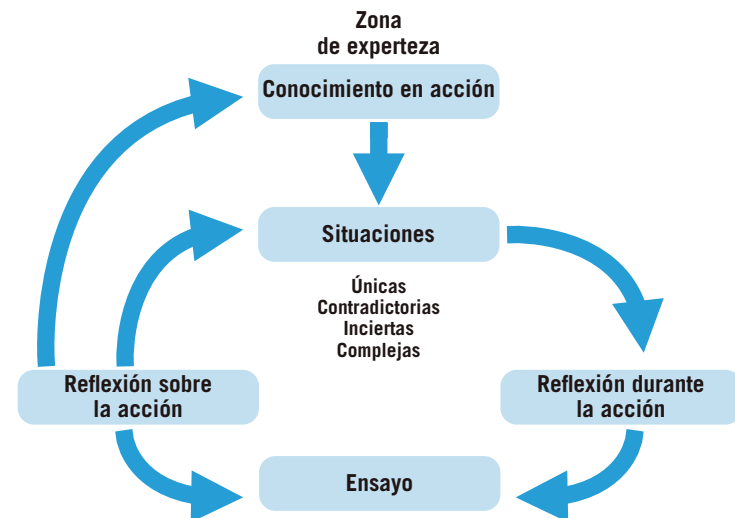 Zona
de experteza
Conocimiento en acción
Situaciones
Únicas
Contradictorias
Inciertas
Complejas
Reflexión sobre
la acción
Reflexión durante
la acción
Ensayo